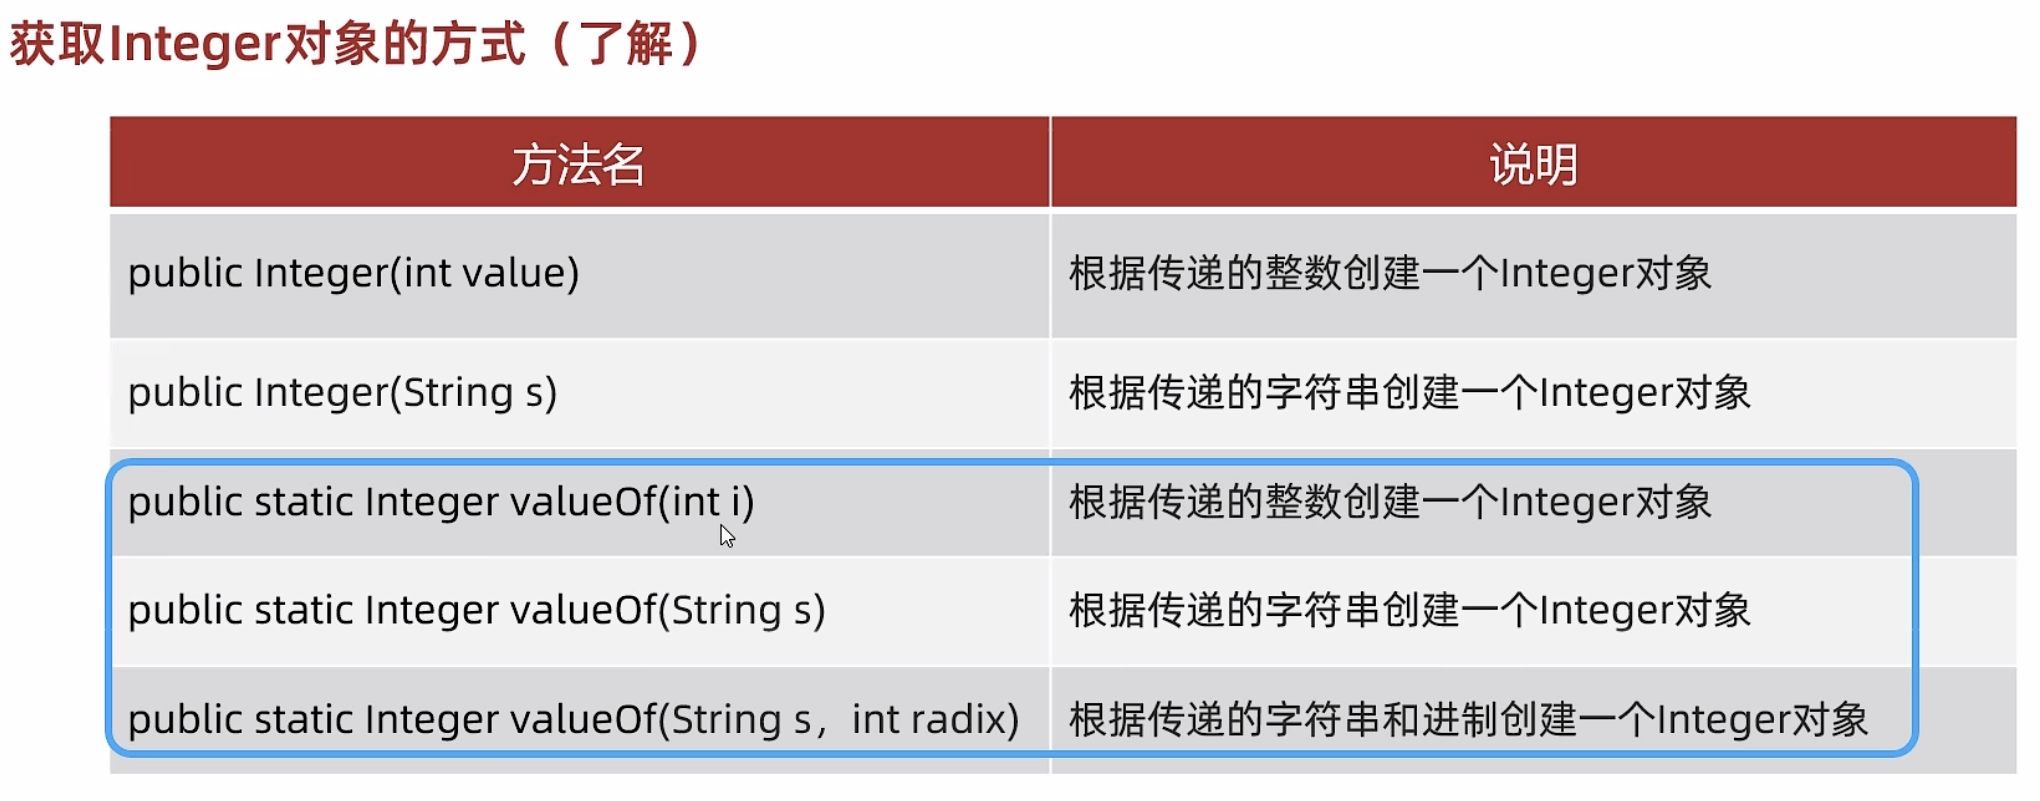 获取Integer对象的方式（了解）
方法名 说明
public Integer(int value) 根据传递的整数创建一个Integer对象
public Integer(String s) 根据传递的字符串创建一个Integer对象
public static Integer valueOf(int i) 根据传递的整数创建一个Integer对象
public static Integer valueOf(String s) 根据传递的字符串创建一个Integer对象
public static Integer valueOf(String s，int radix) 根据传递的字符串和进制创建一个Integer对象